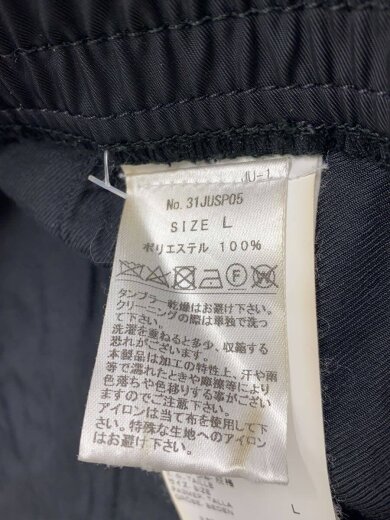 MU-1
No. 31JUSP05
SIZE L
ポリエステル 100%
タンブラー乾燥はお避け下さい。
クリーニングの際は単独で洗っ
て下さい。
洗濯を重ねると多少、収縮する
恐れがございます。
本製品は加工の特性上、汗や雨
等で濡れたときや摩擦等により
色落ちや色移りする事がござい
ますのでご注意下さい。
アイロンは当て布を使用して下
さい。特殊な生地へのアイロン
はお避け下さい。
L